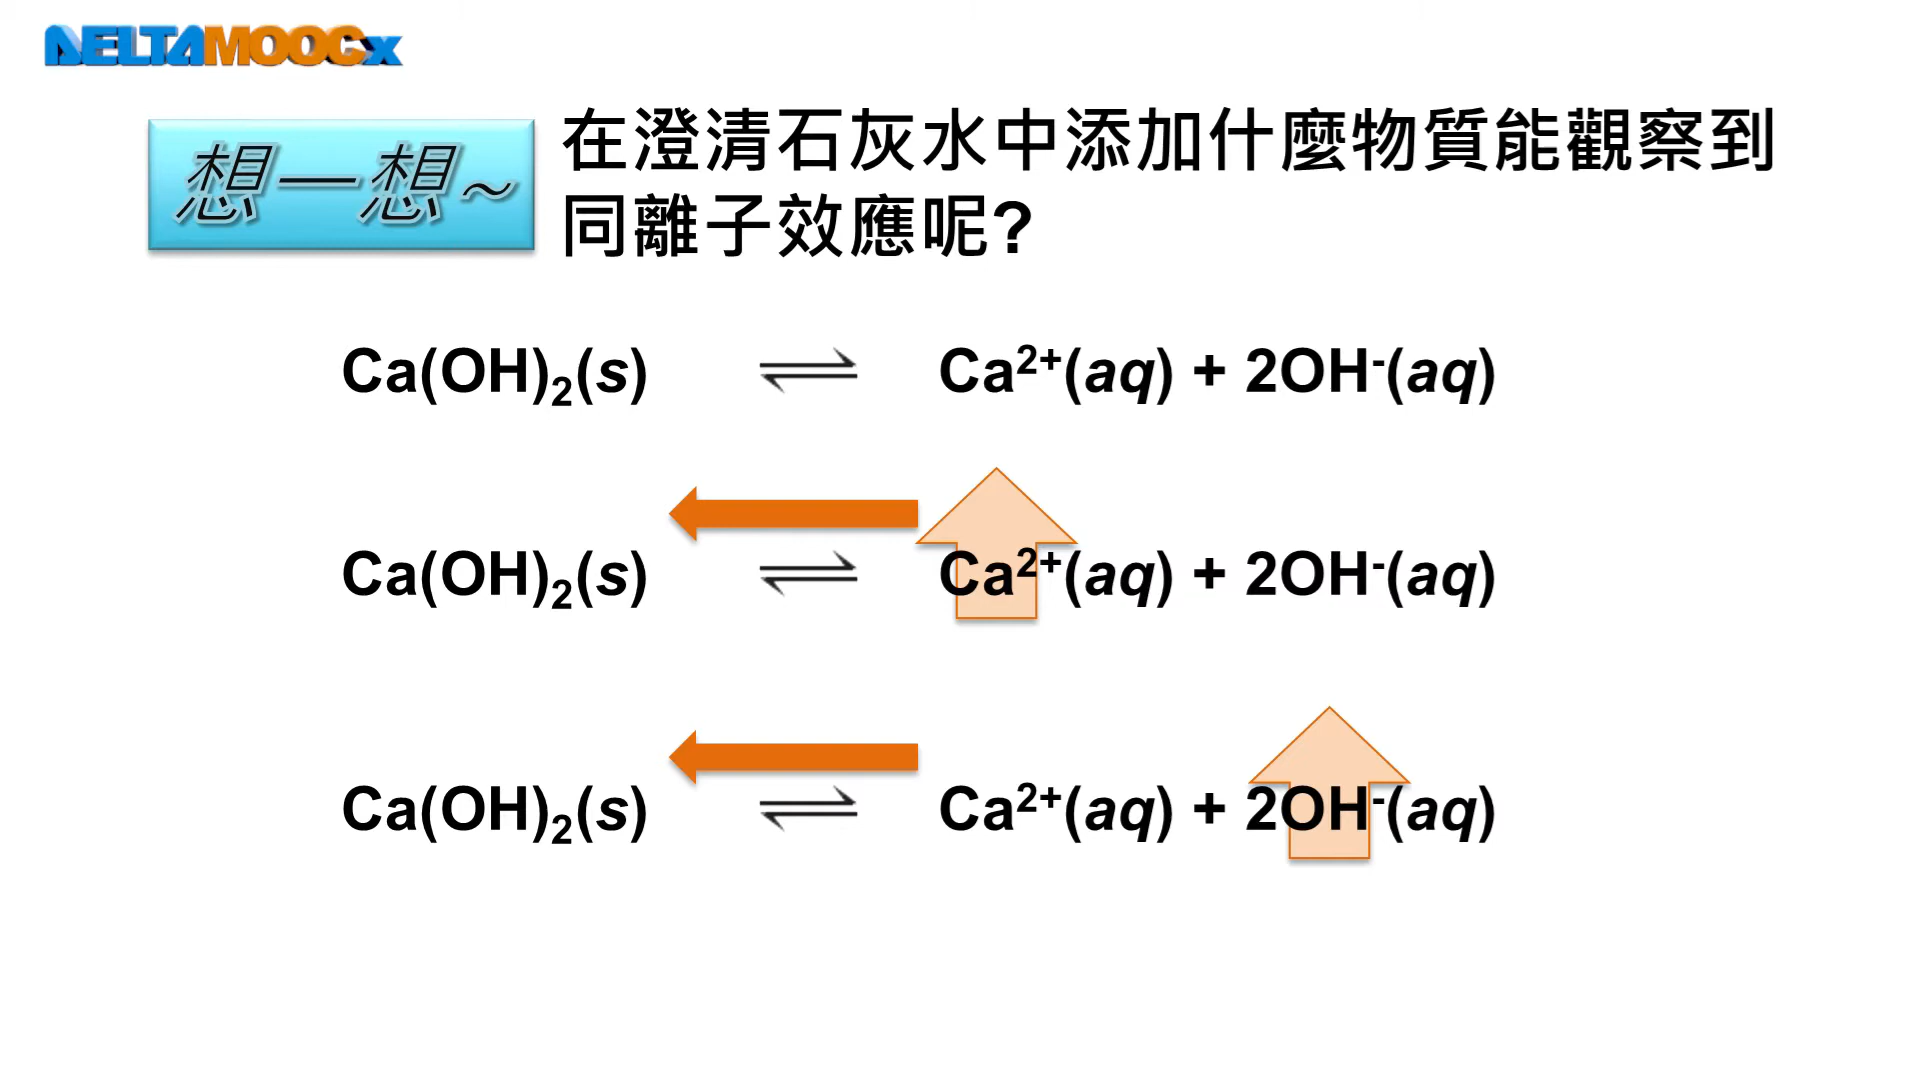 DELTAMOOCx
想一想~
在澄清石灰水中添加什麼物質能觀察到
同離子效應呢?
Ca(OH)₂(s) ⇌ Ca²⁺(aq) + 2OH⁻(aq)
Ca(OH)₂(s) ⇌ Ca²⁺(aq) + 2OH⁻(aq)
Ca(OH)₂(s) ⇌ Ca²⁺(aq) + 2OH⁻(aq)